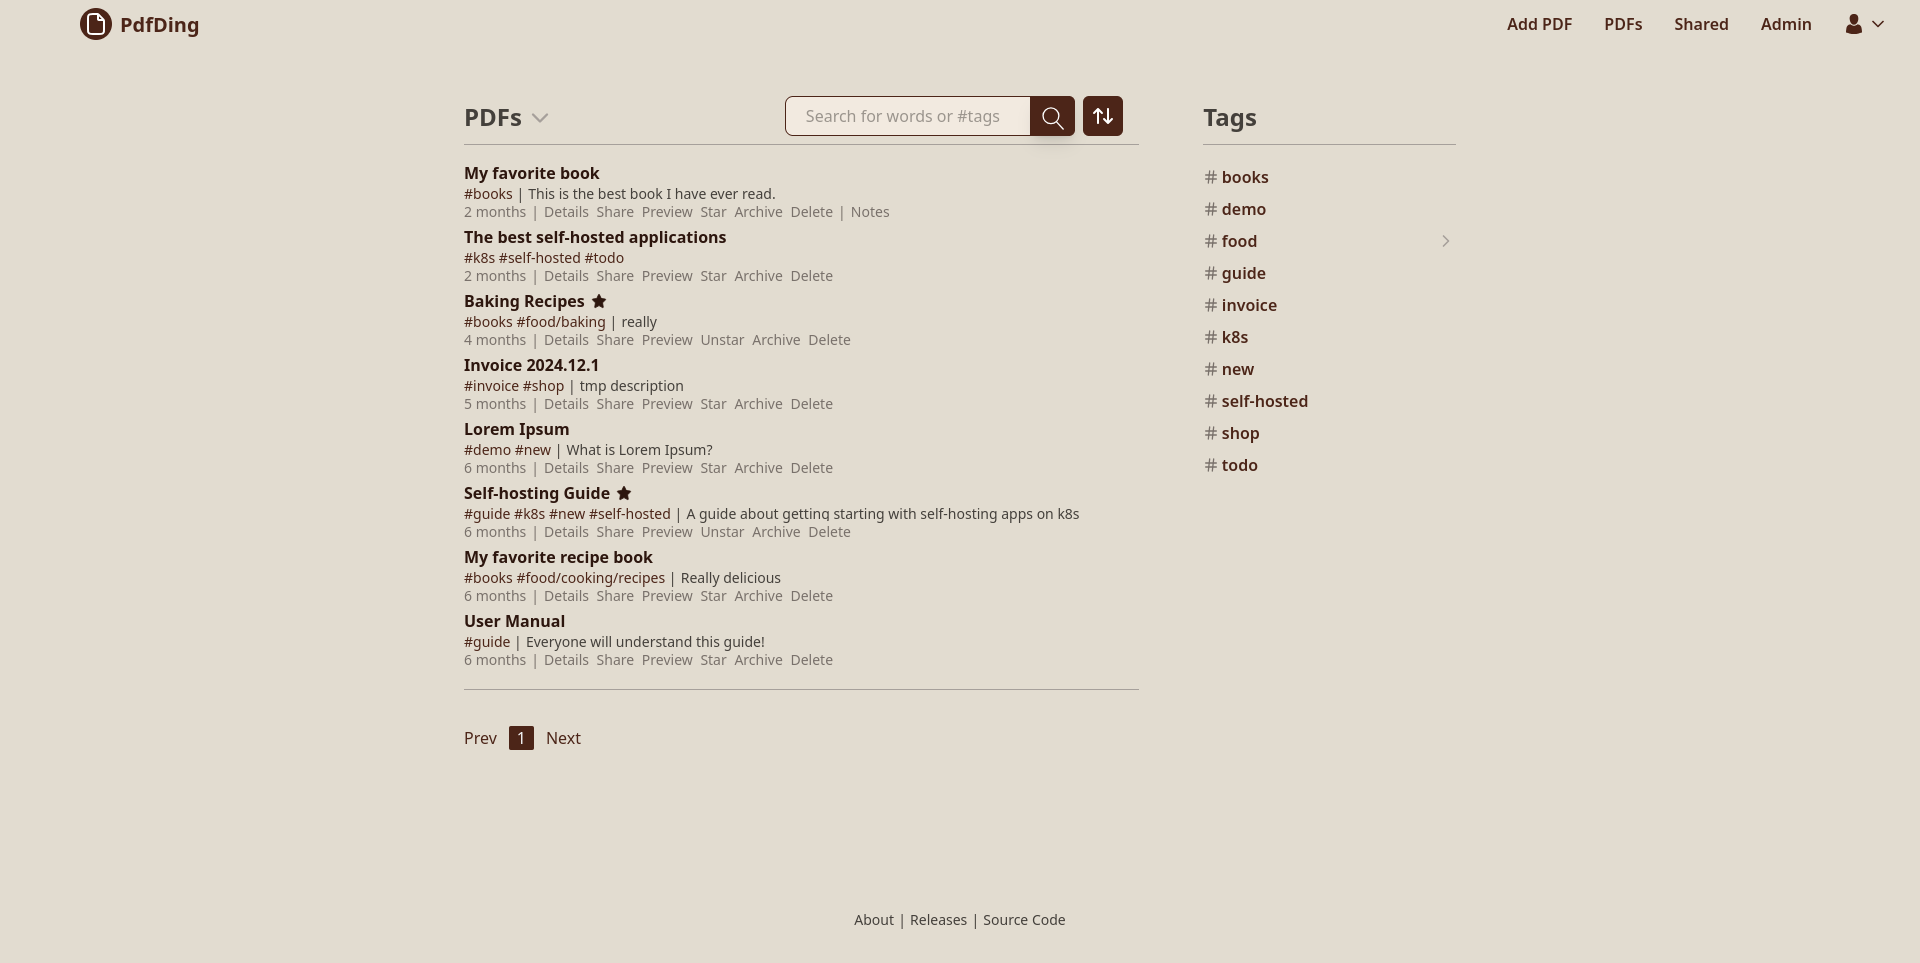 PdfDing
Add PDF PDFs Shared Admin
PDFs
Search for words or #tags
My favorite book
#books | This is the best book I have ever read.
2 months | Details Share Preview Star Archive Delete | Notes
The best self-hosted applications
#k8s #self-hosted #todo
2 months | Details Share Preview Star Archive Delete
Baking Recipes
#books #food/baking | really
4 months | Details Share Preview Unstar Archive Delete
Invoice 2024.12.1
#invoice #shop | tmp description
5 months | Details Share Preview Star Archive Delete
Lorem Ipsum
#demo #new | What is Lorem Ipsum?
6 months | Details Share Preview Star Archive Delete
Self-hosting Guide
#guide #k8s #new #self-hosted | A guide about getting starting with self-hosting apps on k8s
6 months | Details Share Preview Unstar Archive Delete
My favorite recipe book
#books #food/cooking/recipes | Really delicious
6 months | Details Share Preview Star Archive Delete
User Manual
#guide | Everyone will understand this guide!
6 months | Details Share Preview Star Archive Delete
Prev 1 Next
Tags
# books
# demo
# food
# guide
# invoice
# k8s
# new
# self-hosted
# shop
# todo
About | Releases | Source Code